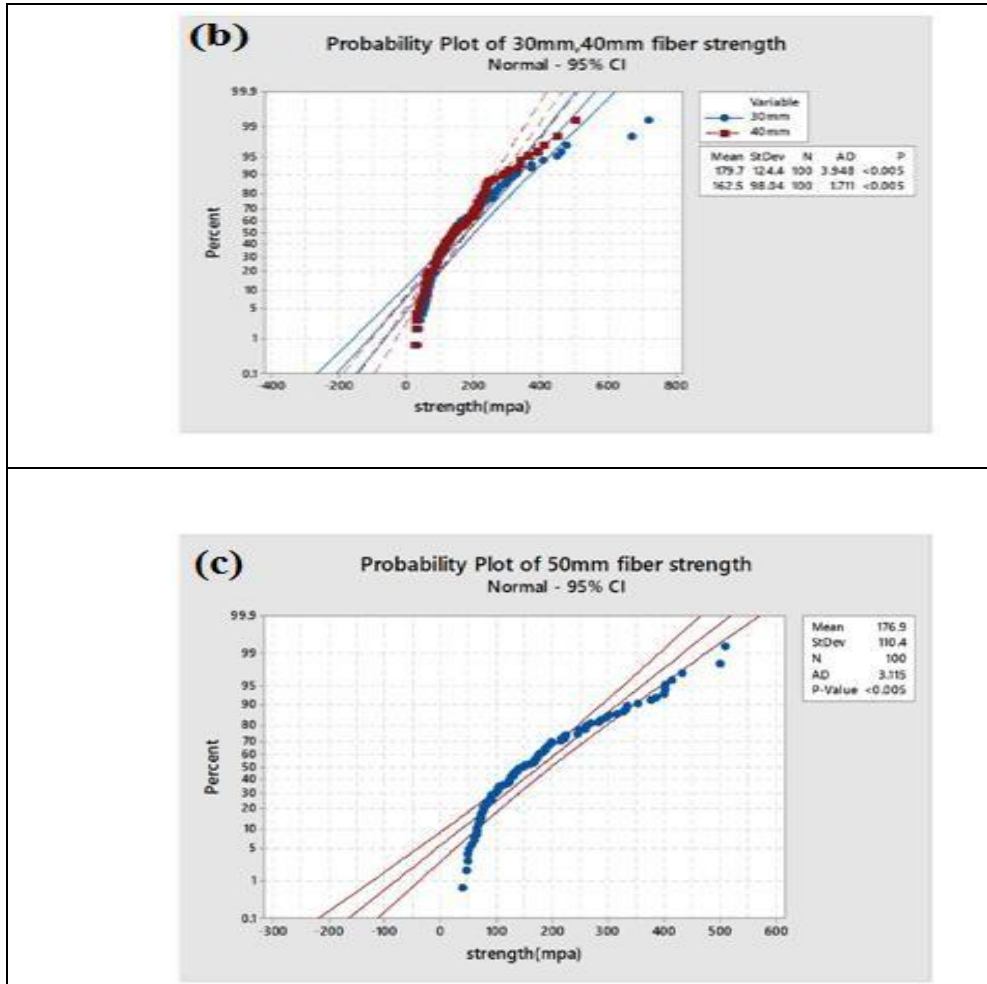 (b)
Probability Plot of 30mm,40mm fiber strength
Normal - 95% CI
99.9
99
95
90
80
70
60
50
40
30
20
10
5
1
0.1
Percent
-400 -200 0 200 400 600 800
strength(mpa)
Variable
30mm
40mm
Mean StDev N AD P
179.7 124.4 100 3.948 <0.005
162.5 98.04 100 1.711 <0.005
(c)
Probability Plot of 50mm fiber strength
Normal - 95% CI
99.9
99
95
90
80
70
60
50
40
30
20
10
5
1
0.1
Percent
-300 -200 -100 0 100 200 300 400 500 600
strength(mpa)
Mean 176.9
StDev 110.4
N 100
AD 3.115
P-Value <0.005